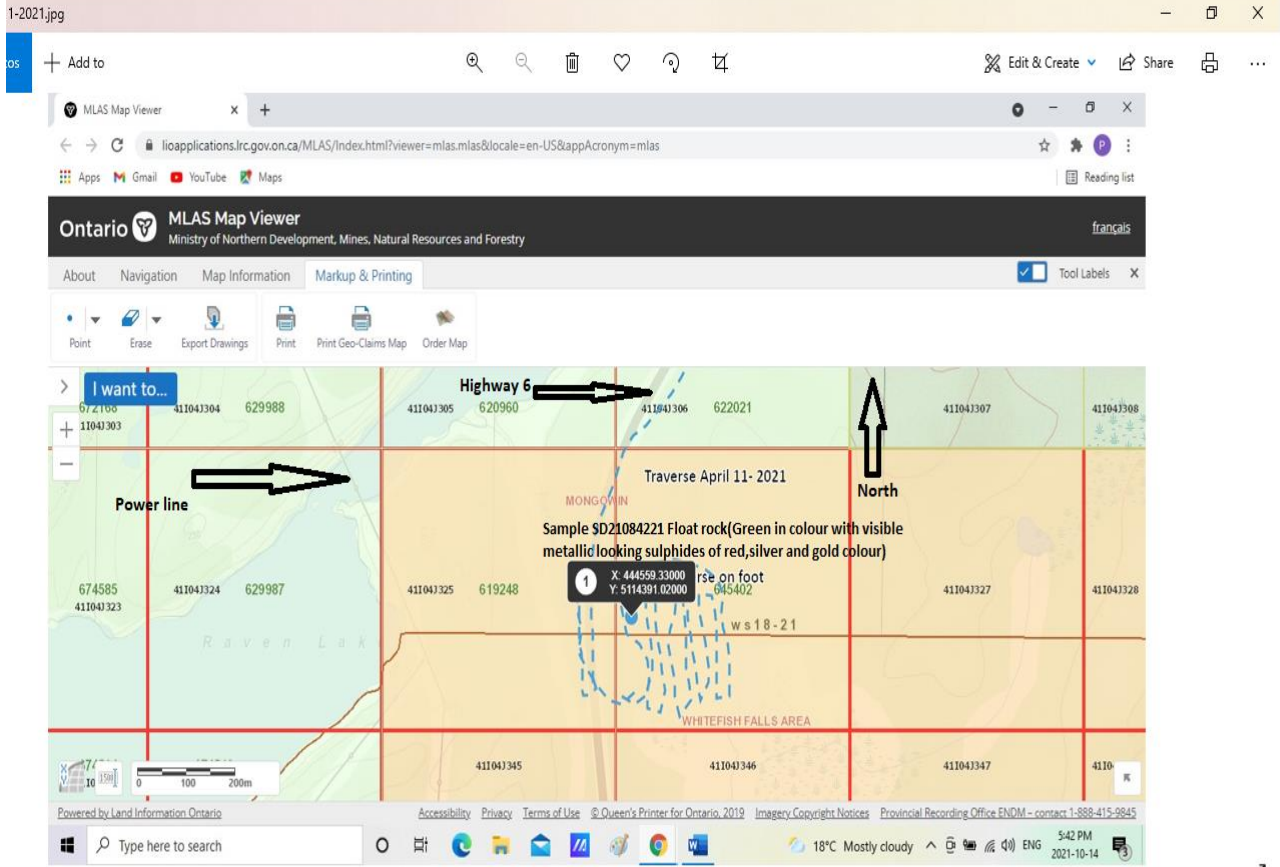 1-2021.jpg
Add to
Edit & Create
Share
MLAS Map Viewer
lioapplications.lrc.gov.on.ca/MLAS/Index.html?viewer=mlas.mlas&locale=en-US&appAcronym=mlas
Apps Gmail YouTube Maps
Reading list
Ontario
MLAS Map Viewer
Ministry of Northern Development, Mines, Natural Resources and Forestry
français
About Navigation Map Information Markup & Printing
Tool Labels X
Point Erase Export Drawings Print Print Geo-Claims Map Order Map
I want to...
Highway 6
41I04J304 629988 41I04J305 620960 41I04J306 622021 41I04J307 41I04J308
Traverse April 11- 2021
North
Power line
MONGOWIN
Sample SD21084221 Float rock(Green in colour with visible
metallic looking sulphides of red,silver and gold colour)
1
X: 444559.33000
Y: 5114391.02000
rse on foot
674585 41I04J324 629987 41I04J325 619248 645402 41I04J327 41I04J328
41I04J323
ws18-21
Raven Lak
WHITEFISH FALLS AREA
41I04J345 41I04J346 41I04J347
0 100 200m
Powered by Land Information Ontario
Accessibility Privacy Terms of Use © Queen's Printer for Ontario, 2019 Imagery Copyright Notices Provincial Recording Office ENDM – contact 1-888-415-9845
Type here to search
18°C Mostly cloudy
ENG
5:42 PM
2021-10-14
3